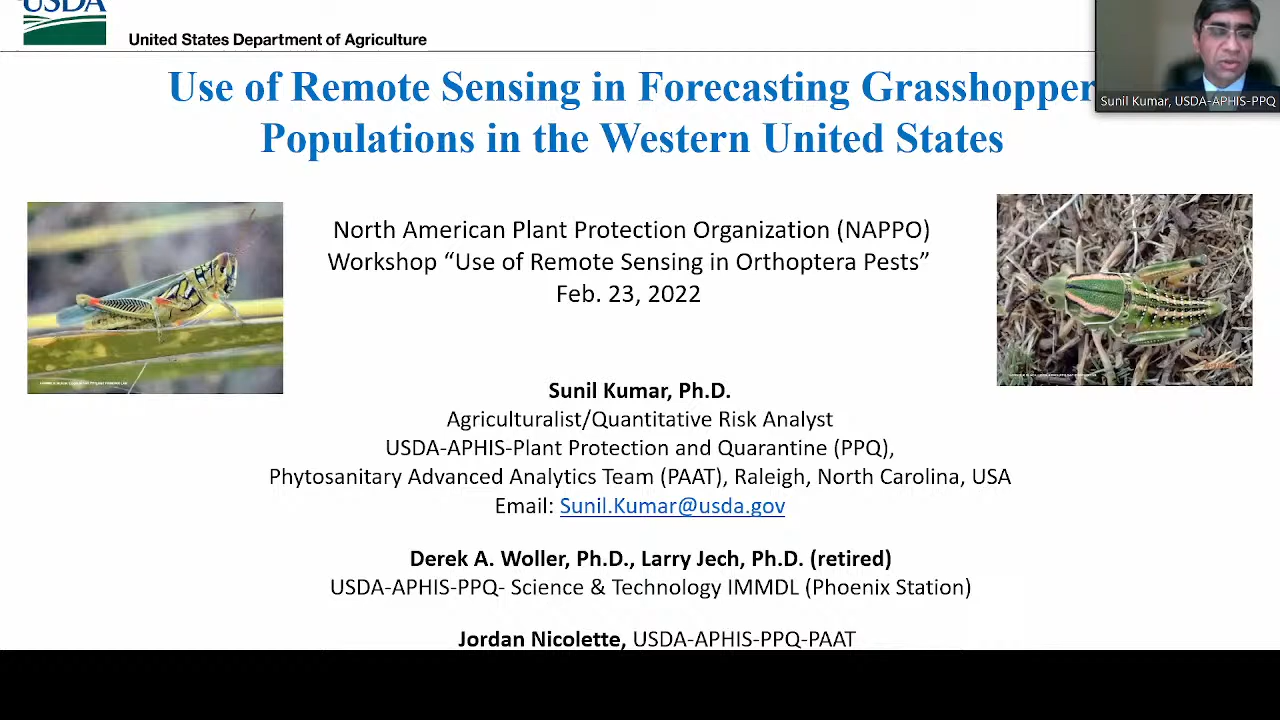 USDA
United States Department of Agriculture
Sunil Kumar, USDA-APHIS-PPQ
Use of Remote Sensing in Forecasting Grasshopper
Populations in the Western United States
North American Plant Protection Organization (NAPPO)
Workshop “Use of Remote Sensing in Orthoptera Pests”
Feb. 23, 2022
Sunil Kumar, Ph.D.
Agriculturalist/Quantitative Risk Analyst
USDA-APHIS-Plant Protection and Quarantine (PPQ),
Phytosanitary Advanced Analytics Team (PAAT), Raleigh, North Carolina, USA
Email: Sunil.Kumar@usda.gov
Derek A. Woller, Ph.D., Larry Jech, Ph.D. (retired)
USDA-APHIS-PPQ- Science & Technology IMMDL (Phoenix Station)
Jordan Nicolette, USDA-APHIS-PPQ-PAAT